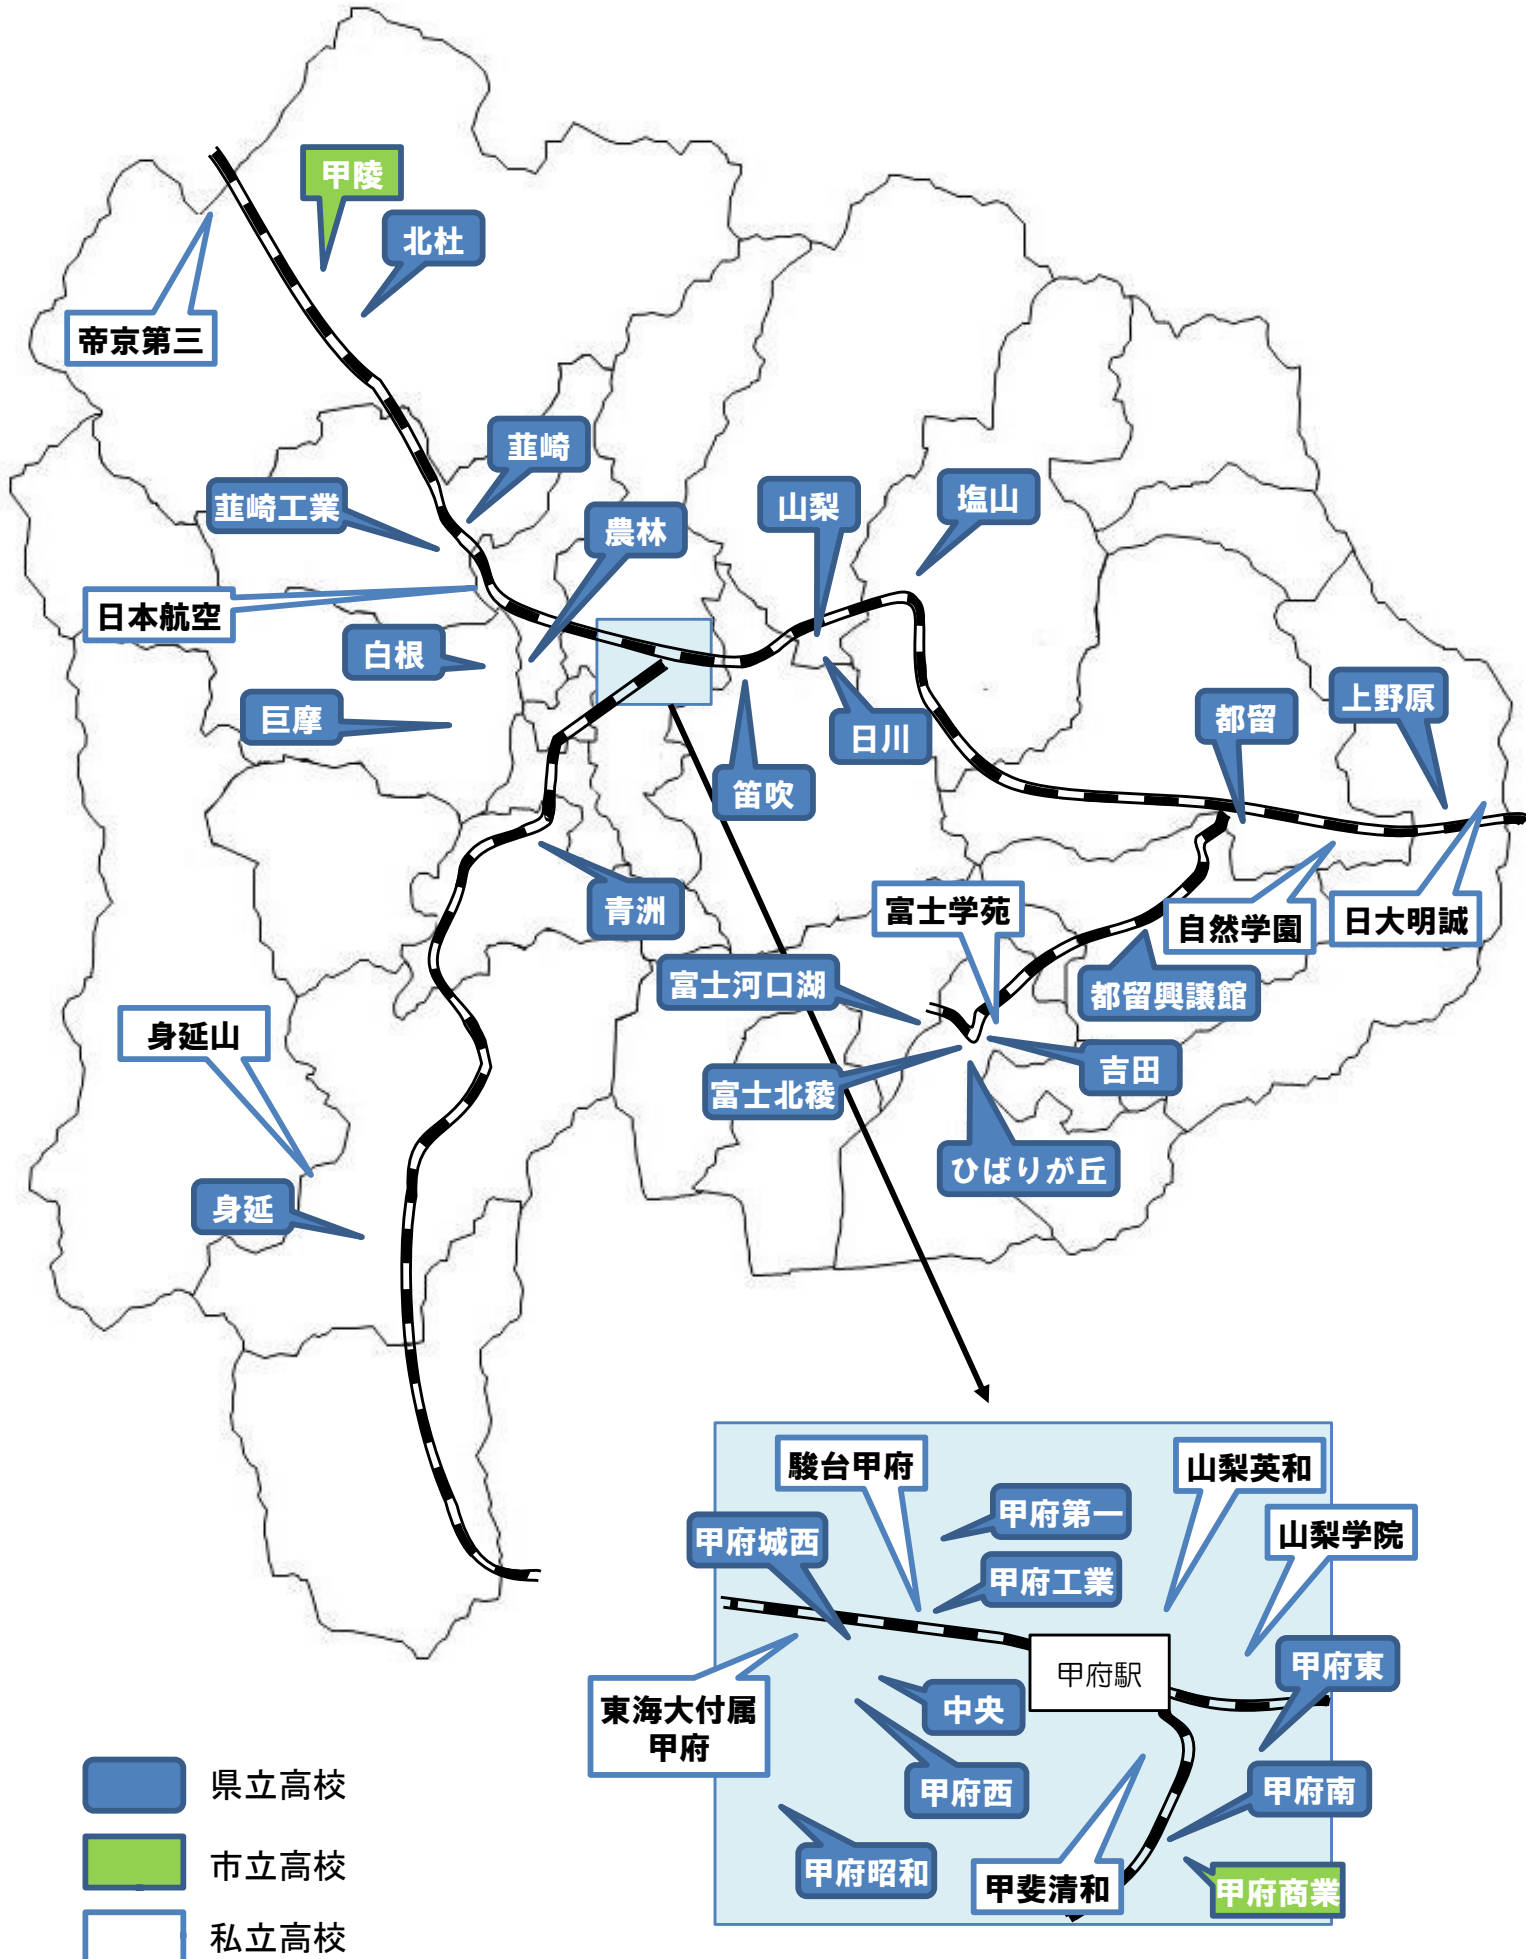 甲陵
北杜
帝京第三
韮崎
韮崎工業
農林
山梨
塩山
日本航空
白根
巨摩
日川
笛吹
都留
上野原
青洲
富士学苑
自然学園
日大明誠
富士河口湖
都留興譲館
身延山
吉田
富士北稜
ひばりが丘
身延
駿台甲府
山梨英和
甲府第一
甲府城西
山梨学院
甲府工業
甲府駅
甲府東
東海大付属
甲府
中央
甲府西
甲府南
甲府昭和
甲斐清和
甲府商業
県立高校
市立高校
私立高校